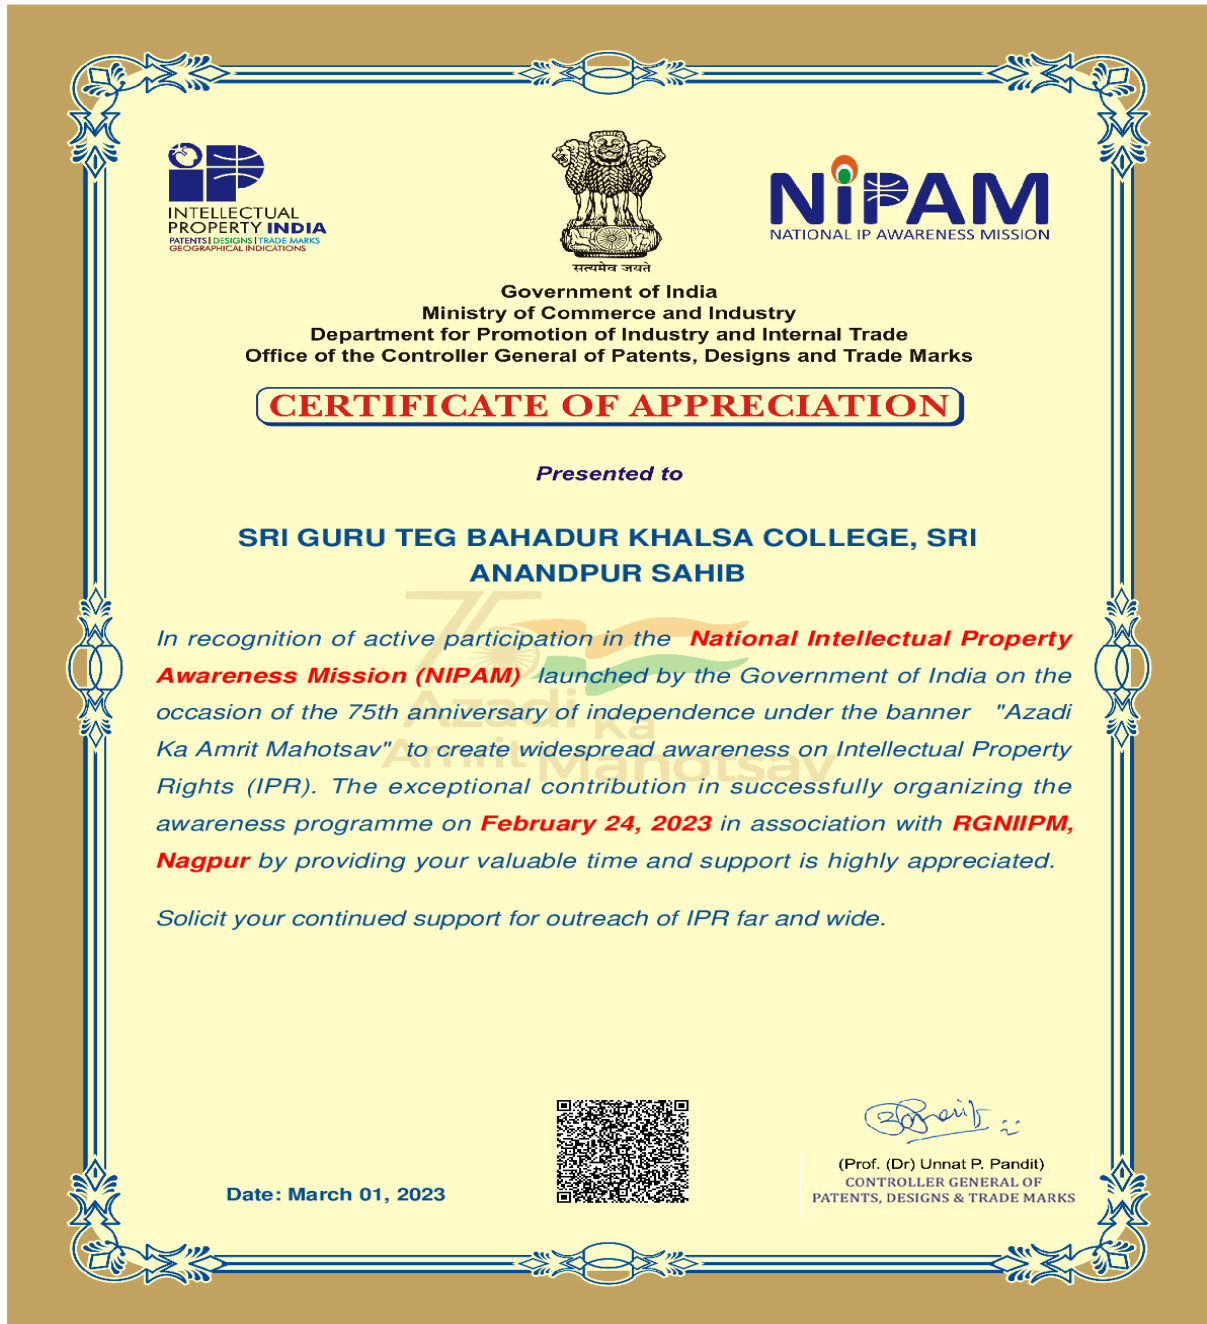 INTELLECTUAL
PROPERTY INDIA
PATENTS | DESIGNS | TRADE MARKS
GEOGRAPHICAL INDICATIONS
सत्यमेव जयते
NiPAM
NATIONAL IP AWARENESS MISSION
Government of India
Ministry of Commerce and Industry
Department for Promotion of Industry and Internal Trade
Office of the Controller General of Patents, Designs and Trade Marks
CERTIFICATE OF APPRECIATION
Presented to
SRI GURU TEG BAHADUR KHALSA COLLEGE, SRI
ANANDPUR SAHIB
In recognition of active participation in the National Intellectual Property
Awareness Mission (NIPAM) launched by the Government of India on the
occasion of the 75th anniversary of independence under the banner "Azadi
Ka Amrit Mahotsav" to create widespread awareness on Intellectual Property
Rights (IPR). The exceptional contribution in successfully organizing the
awareness programme on February 24, 2023 in association with RGNIIPM,
Nagpur by providing your valuable time and support is highly appreciated.
75
Azadi Ka
Amrit Mahotsav
Solicit your continued support for outreach of IPR far and wide.
Date: March 01, 2023
(Prof. (Dr) Unnat P. Pandit)
CONTROLLER GENERAL OF
PATENTS, DESIGNS & TRADE MARKS